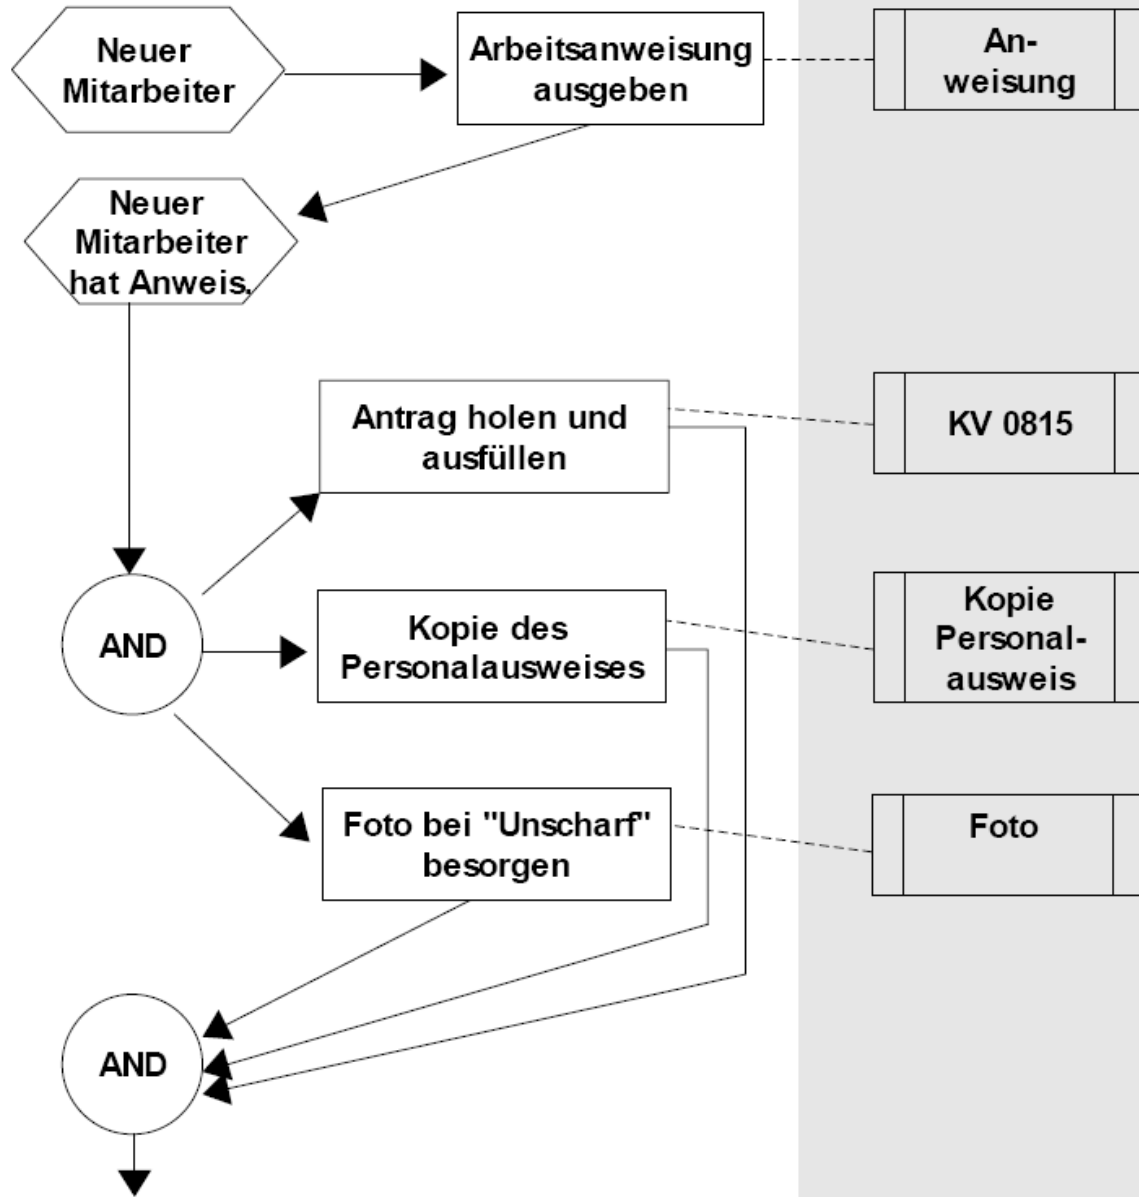 Neuer
Mitarbeiter
Arbeitsanweisung
ausgeben
An-
weisung
Neuer
Mitarbeiter
hat Anweis.
Antrag holen und
ausfüllen
KV 0815
AND
Kopie des
Personalausweises
Kopie
Personal-
ausweis
Foto bei "Unscharf"
besorgen
Foto
AND